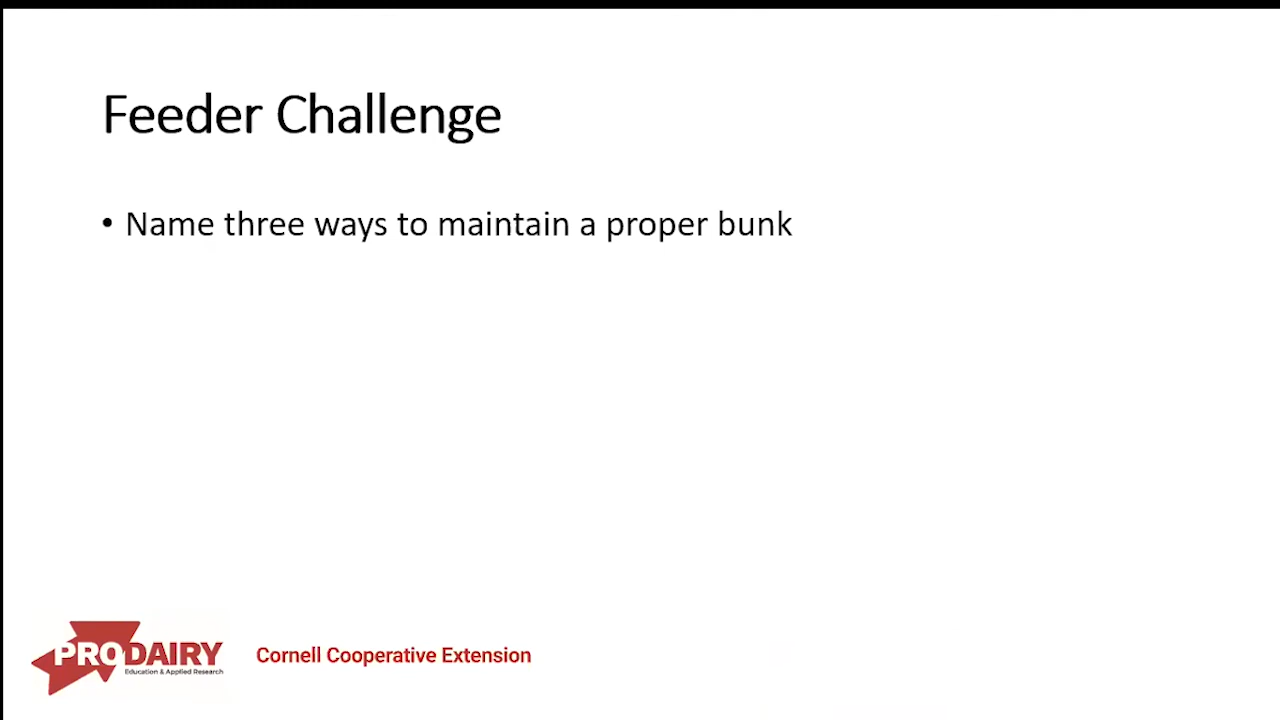 Feeder Challenge
• Name three ways to maintain a proper bunk
PRODAIRY
Education & Applied Research
Cornell Cooperative Extension